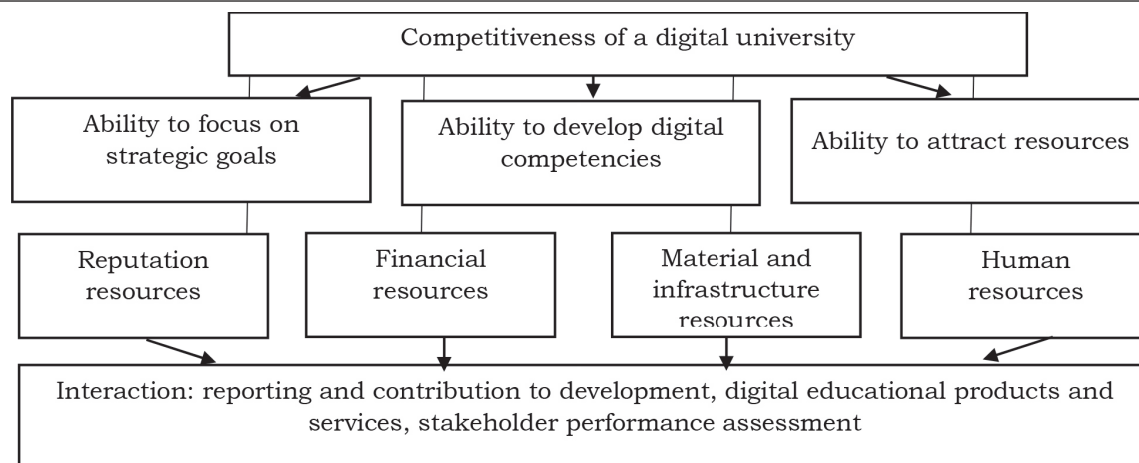 Competitiveness of a digital university
Ability to focus on
strategic goals
Ability to develop digital
competencies
Ability to attract resources
Reputation
resources
Financial
resources
Material and
infrastructure
resources
Human
resources
Interaction: reporting and contribution to development, digital educational products and
services, stakeholder performance assessment